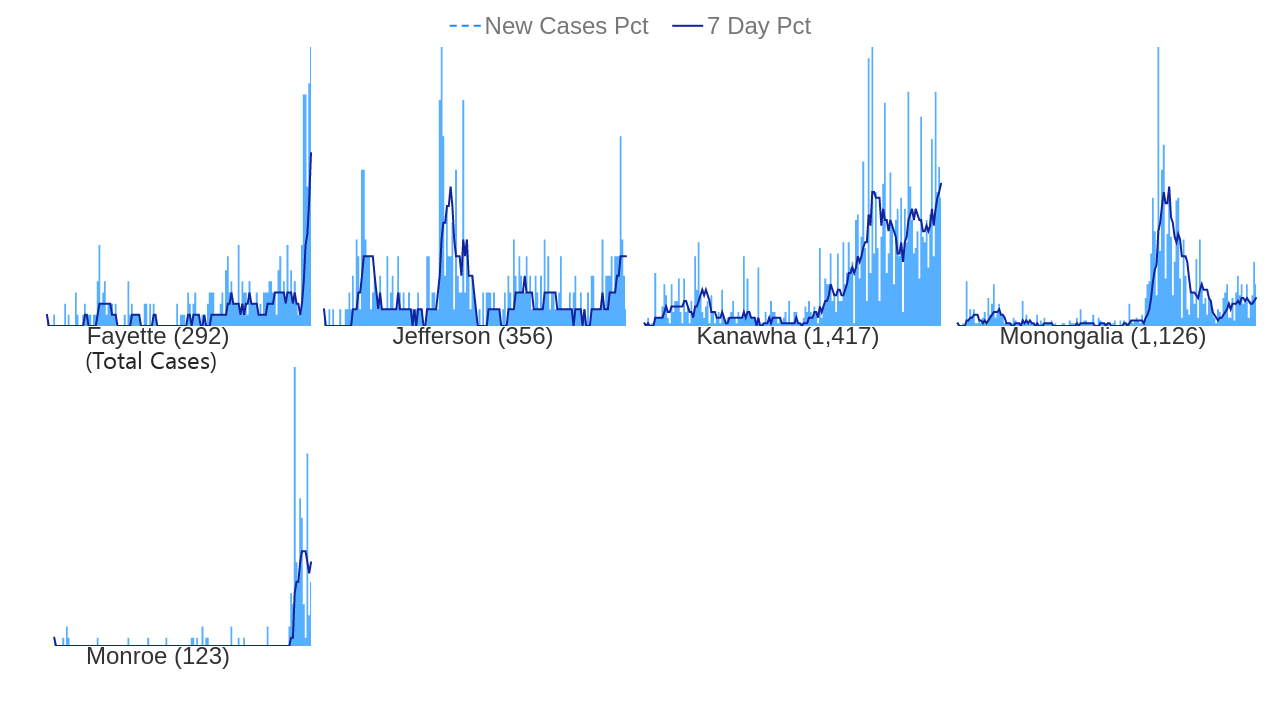 New Cases Pct 7 Day Pct
Fayette (292) Jefferson (356) Kanawha (1,417) Monongalia (1,126)
(Total Cases)
Monroe (123)